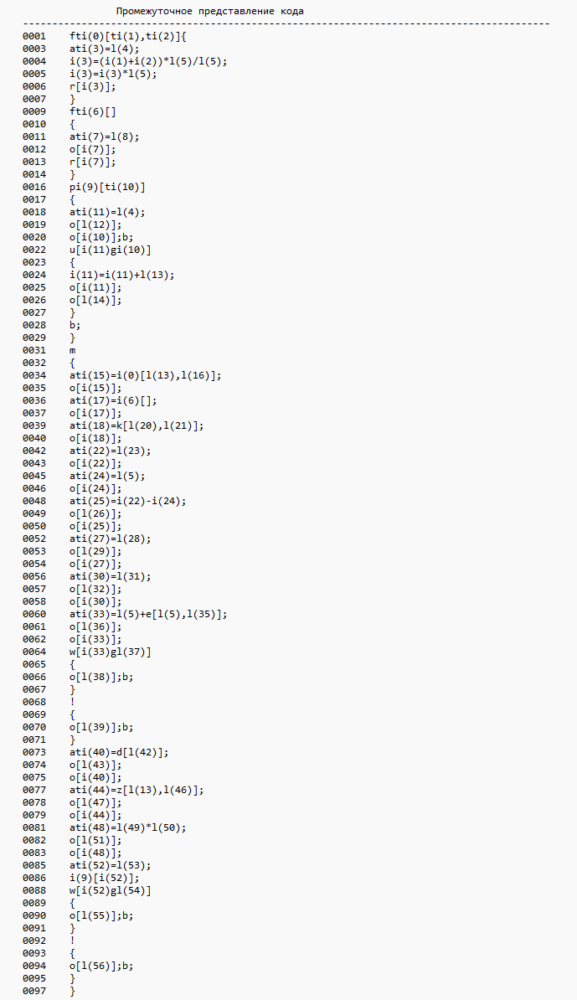 Промежуточное представление кода
------------------------------------------------------------------------------------------
0001 fti(0)[ti(1),ti(2)]{
0003 ati(3)=l(4);
0004 i(3)=(i(1)+i(2))*l(5)/l(5);
0005 i(3)=i(3)*l(5);
0006 r[i(3)];
0007 }
0009 fti(6)[]
0010 {
0011 ati(7)=l(8);
0012 o[i(7)];
0013 r[i(7)];
0014 }
0016 pi(9)[ti(10)]
0017 {
0018 ati(11)=l(4);
0019 o[l(12)];
0020 o[i(10)];b;
0022 u[i(11)gi(10)]
0023 {
0024 i(11)=i(11)+l(13);
0025 o[i(11)];
0026 o[l(14)];
0027 }
0028 b;
0029 }
0031 m
0032 {
0034 ati(15)=i(0)[l(13),l(16)];
0035 o[i(15)];
0036 ati(17)=i(6)[];
0037 o[i(17)];
0039 ati(18)=k[l(20),l(21)];
0040 o[i(18)];
0042 ati(22)=l(23);
0043 o[i(22)];
0045 ati(24)=l(5);
0046 o[i(24)];
0048 ati(25)=i(22)-i(24);
0049 o[l(26)];
0050 o[i(25)];
0052 ati(27)=l(28);
0053 o[l(29)];
0054 o[i(27)];
0056 ati(30)=l(31);
0057 o[l(32)];
0058 o[i(30)];
0060 ati(33)=l(5)+e[l(5),l(35)];
0061 o[l(36)];
0062 o[i(33)];
0064 w[i(33)gl(37)]
0065 {
0066 o[l(38)];b;
0067 }
0068 !
0069 {
0070 o[l(39)];b;
0071 }
0073 ati(40)=d[l(42)];
0074 o[l(43)];
0075 o[i(40)];
0077 ati(44)=z[l(13),l(46)];
0078 o[l(47)];
0079 o[i(44)];
0081 ati(48)=l(49)*l(50);
0082 o[l(51)];
0083 o[i(48)];
0085 ati(52)=l(53);
0086 i(9)[i(52)];
0088 w[i(52)gl(54)]
0089 {
0090 o[l(55)];b;
0091 }
0092 !
0093 {
0094 o[l(56)];b;
0095 }
0097 }